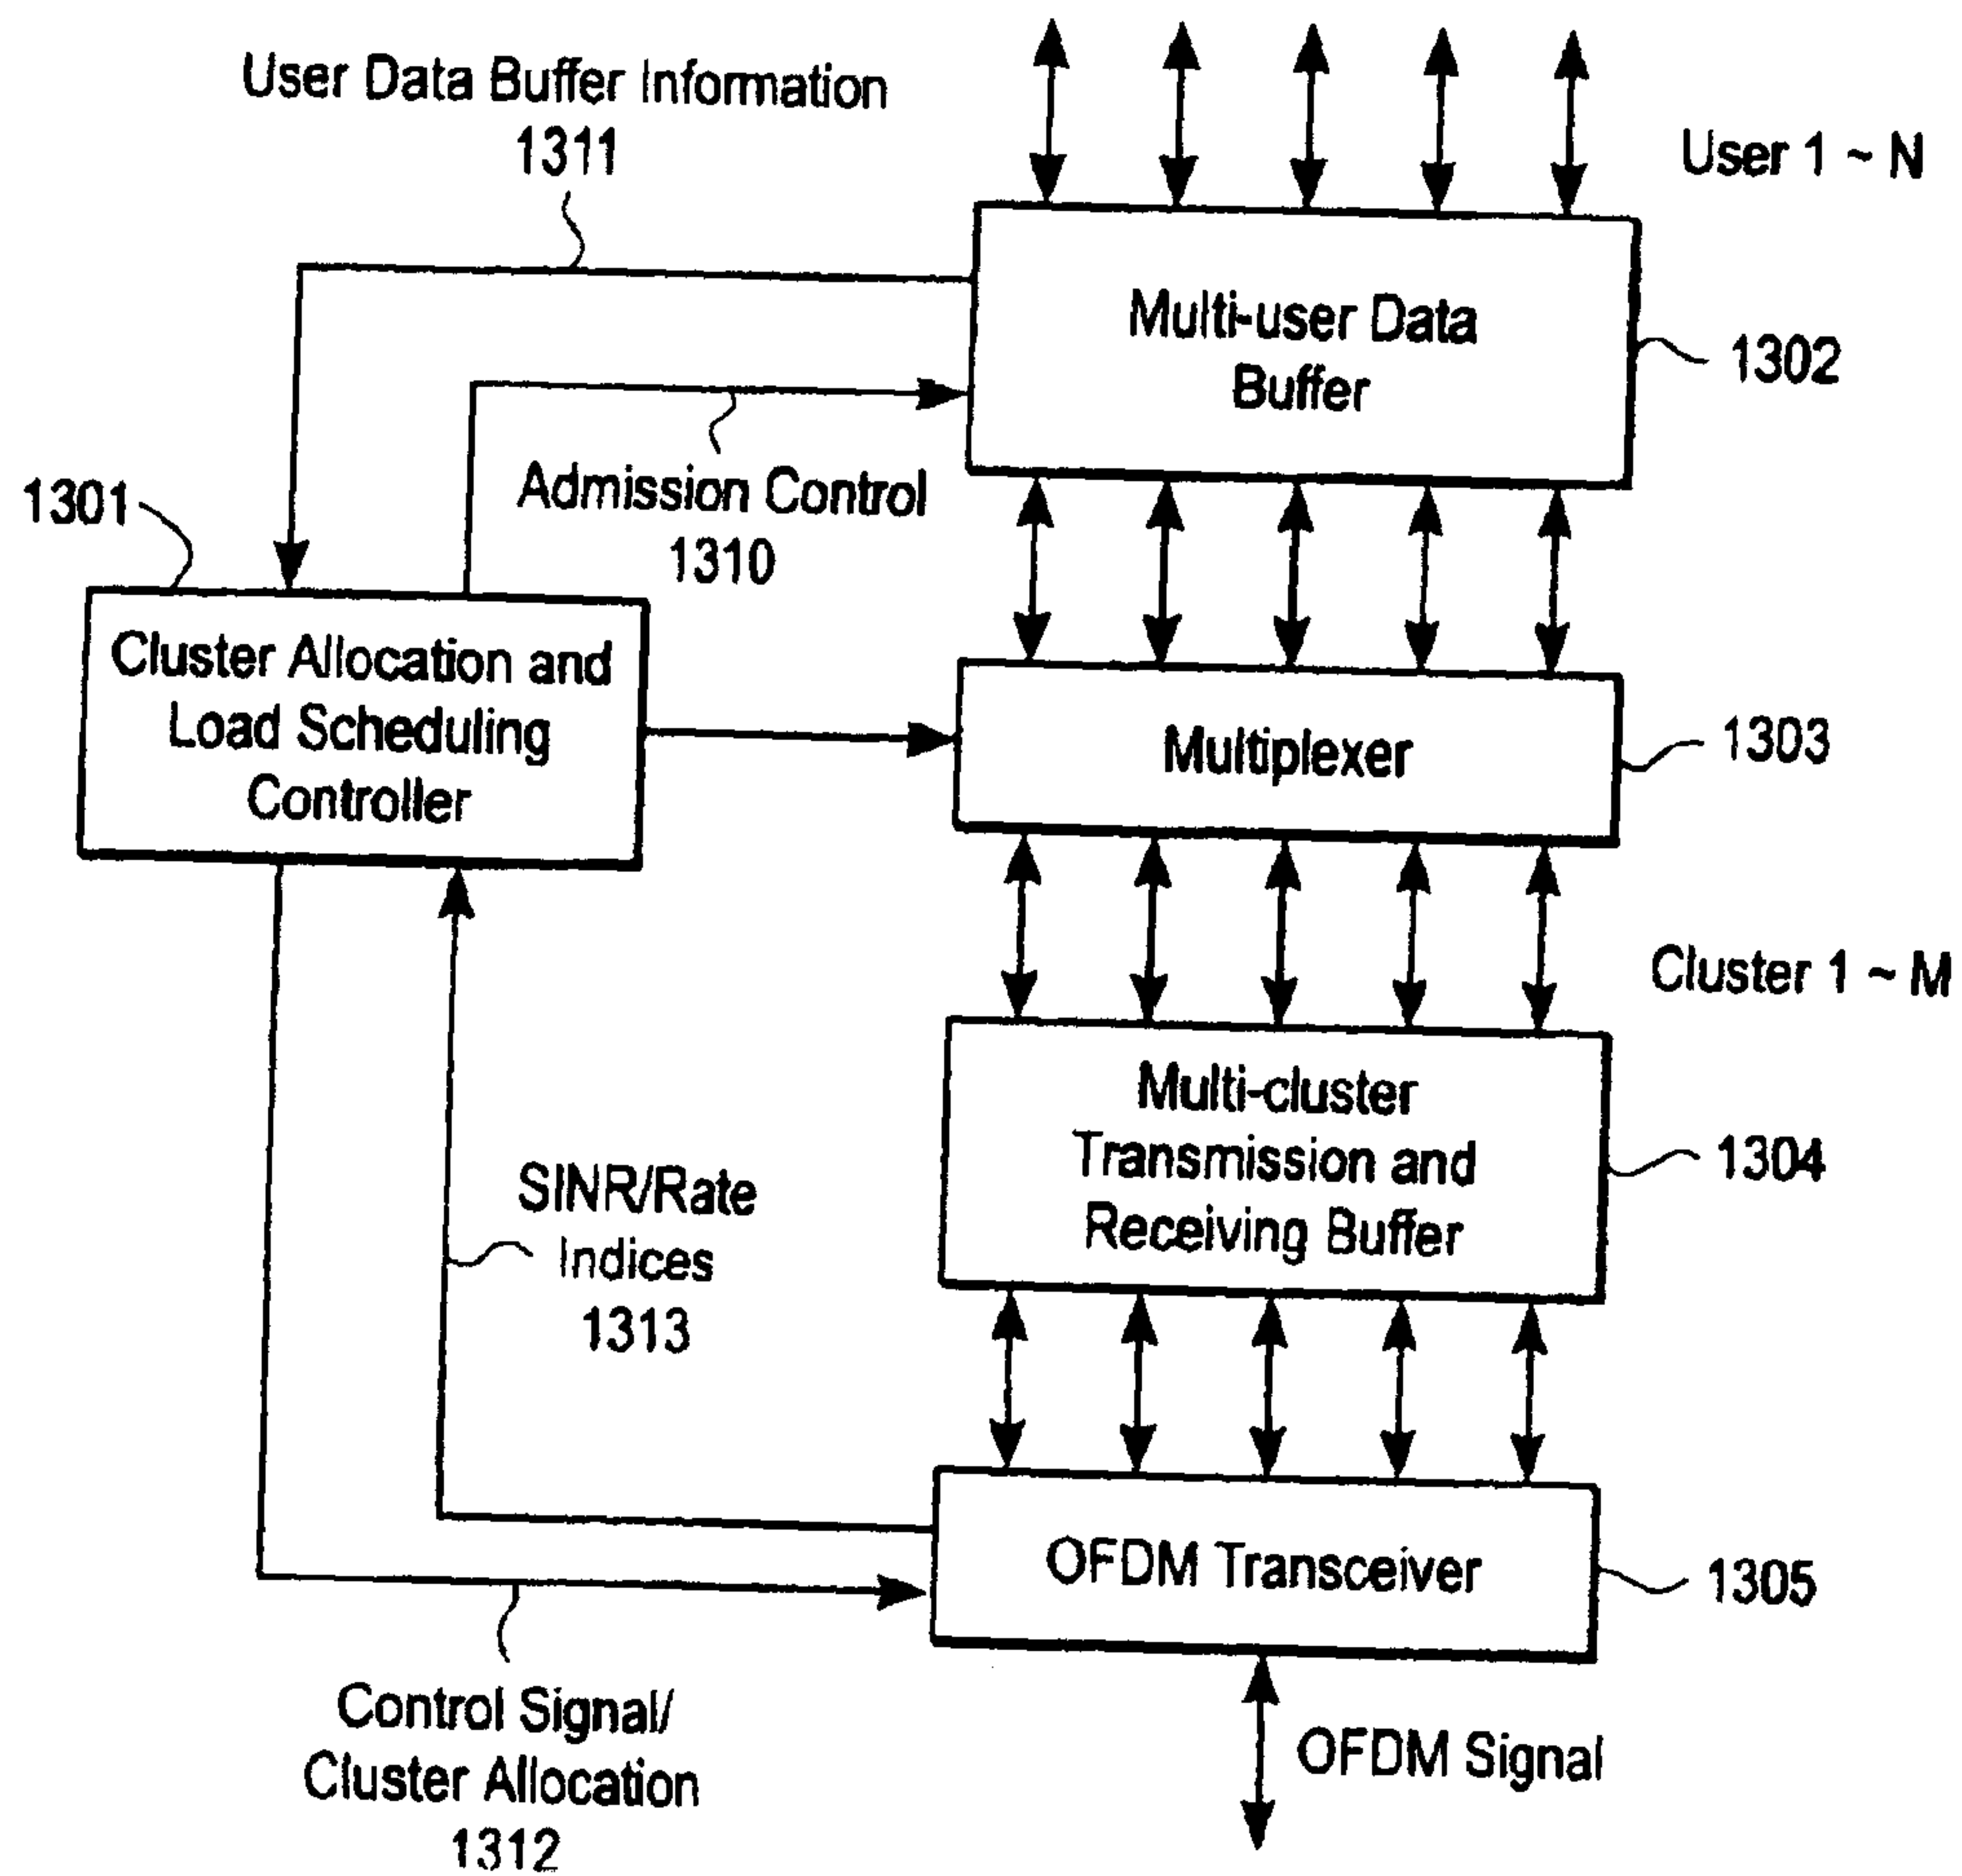 User Data Buffer Information
1311
User 1 ~ N
Multi-user Data
Buffer
1302
Admission Control
1310
1301
Cluster Allocation and
Load Scheduling
Controller
Multiplexer
1303
Cluster 1 ~ M
Multi-cluster
Transmission and
Receiving Buffer
1304
SINR/Rate
Indices
1313
OFDM Transceiver
1305
Control Signal/
Cluster Allocation
1312
OFDM Signal